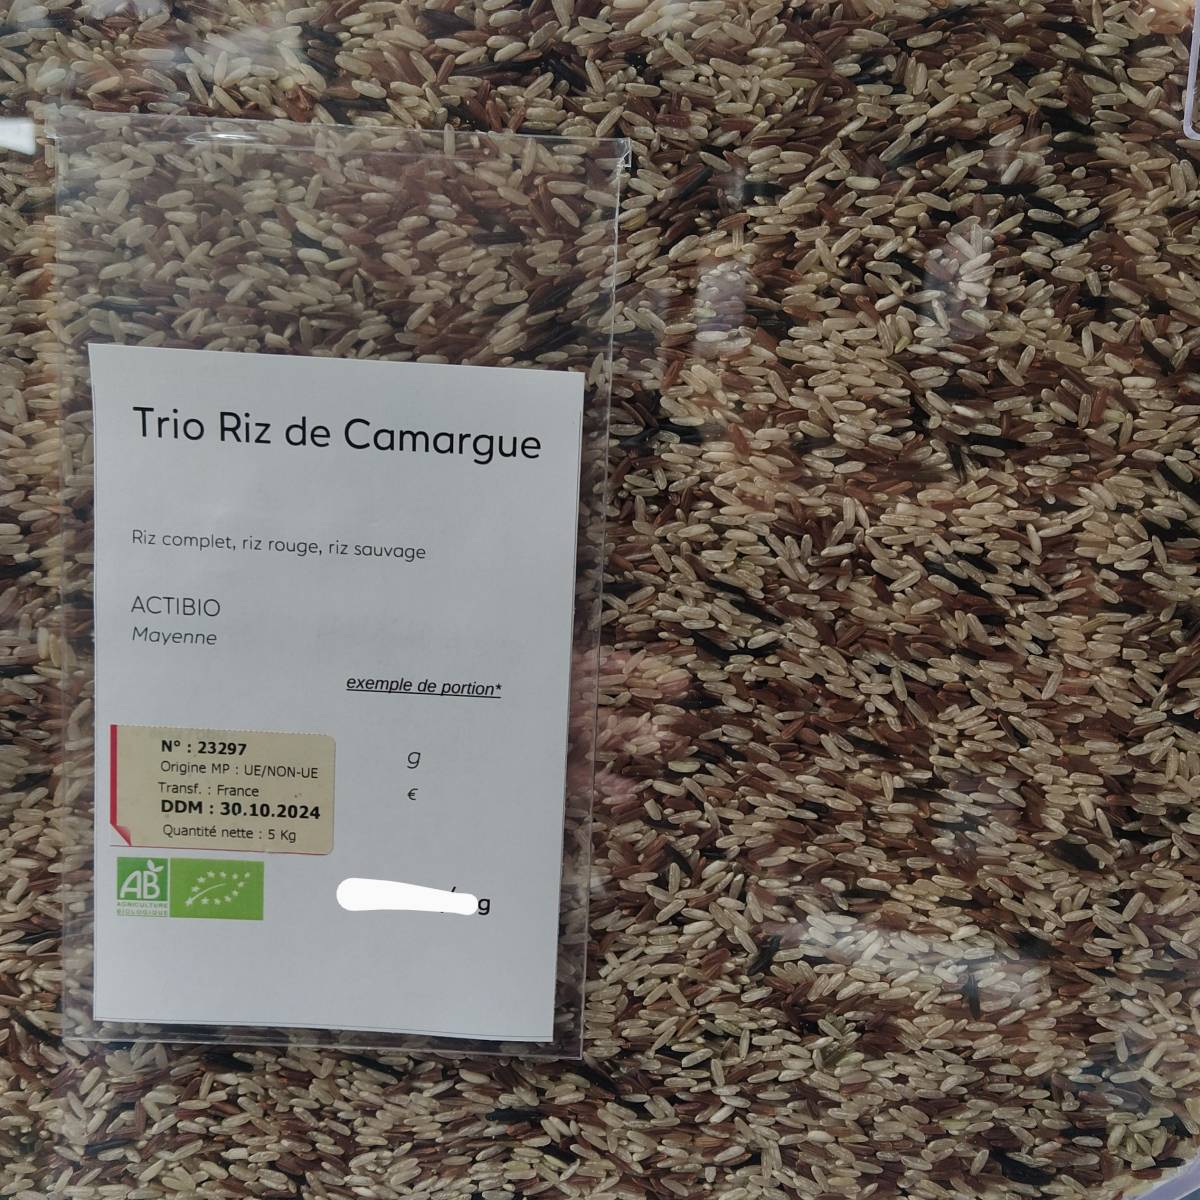 Trio Riz de Camargue
Riz complet, riz rouge, riz sauvage
ACTIBIO
Mayenne
exemple de portion*
N° : 23297
Origine MP : UE/NON-UE
Transf. : France
DDM : 30.10.2024
Quantité nette : 5 Kg
g
€
AB
AGRICULTURE
BIOLOGIQUE
/ g